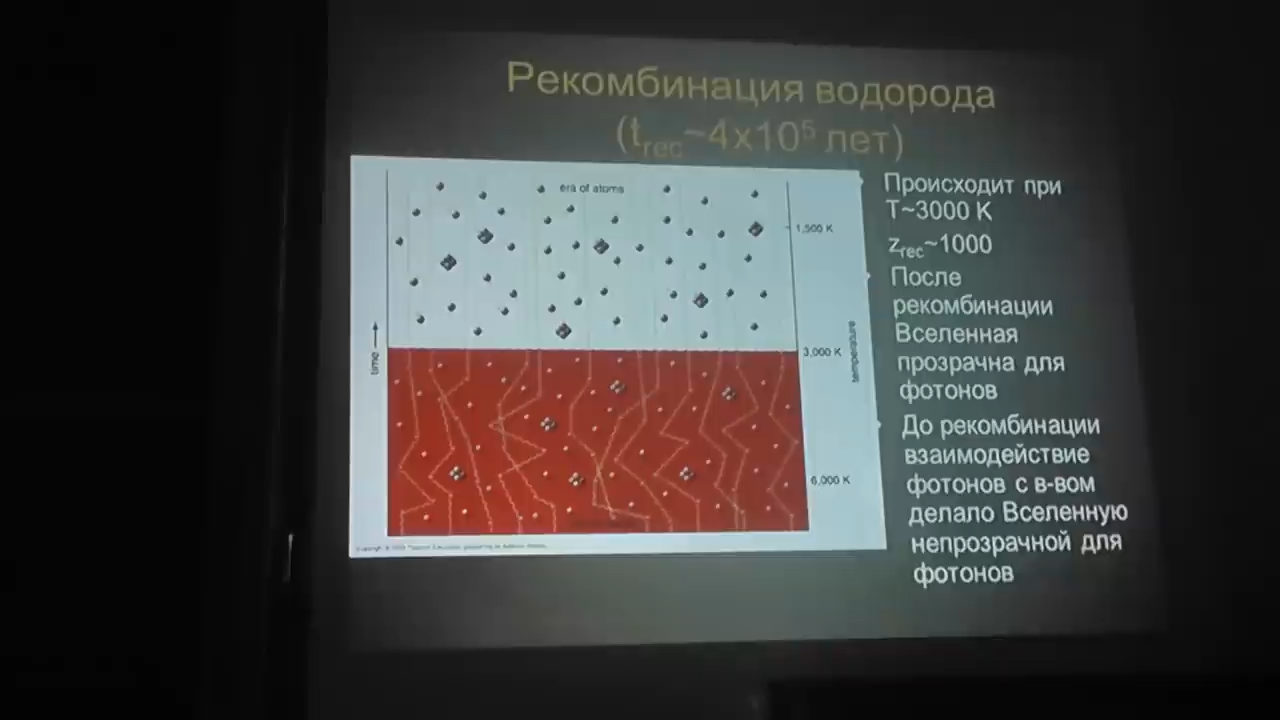 Рекомбинация водорода
(trec~4x10⁵ лет)
era of atoms
1,500 K
time
3,000 K
temperature
6,000 K
Происходит при
T~3000 K
zrec~1000
После
рекомбинации
Вселенная
прозрачна для
фотонов
До рекомбинации
взаимодействие
фотонов с в-вом
делало Вселенную
непрозрачной для
фотонов